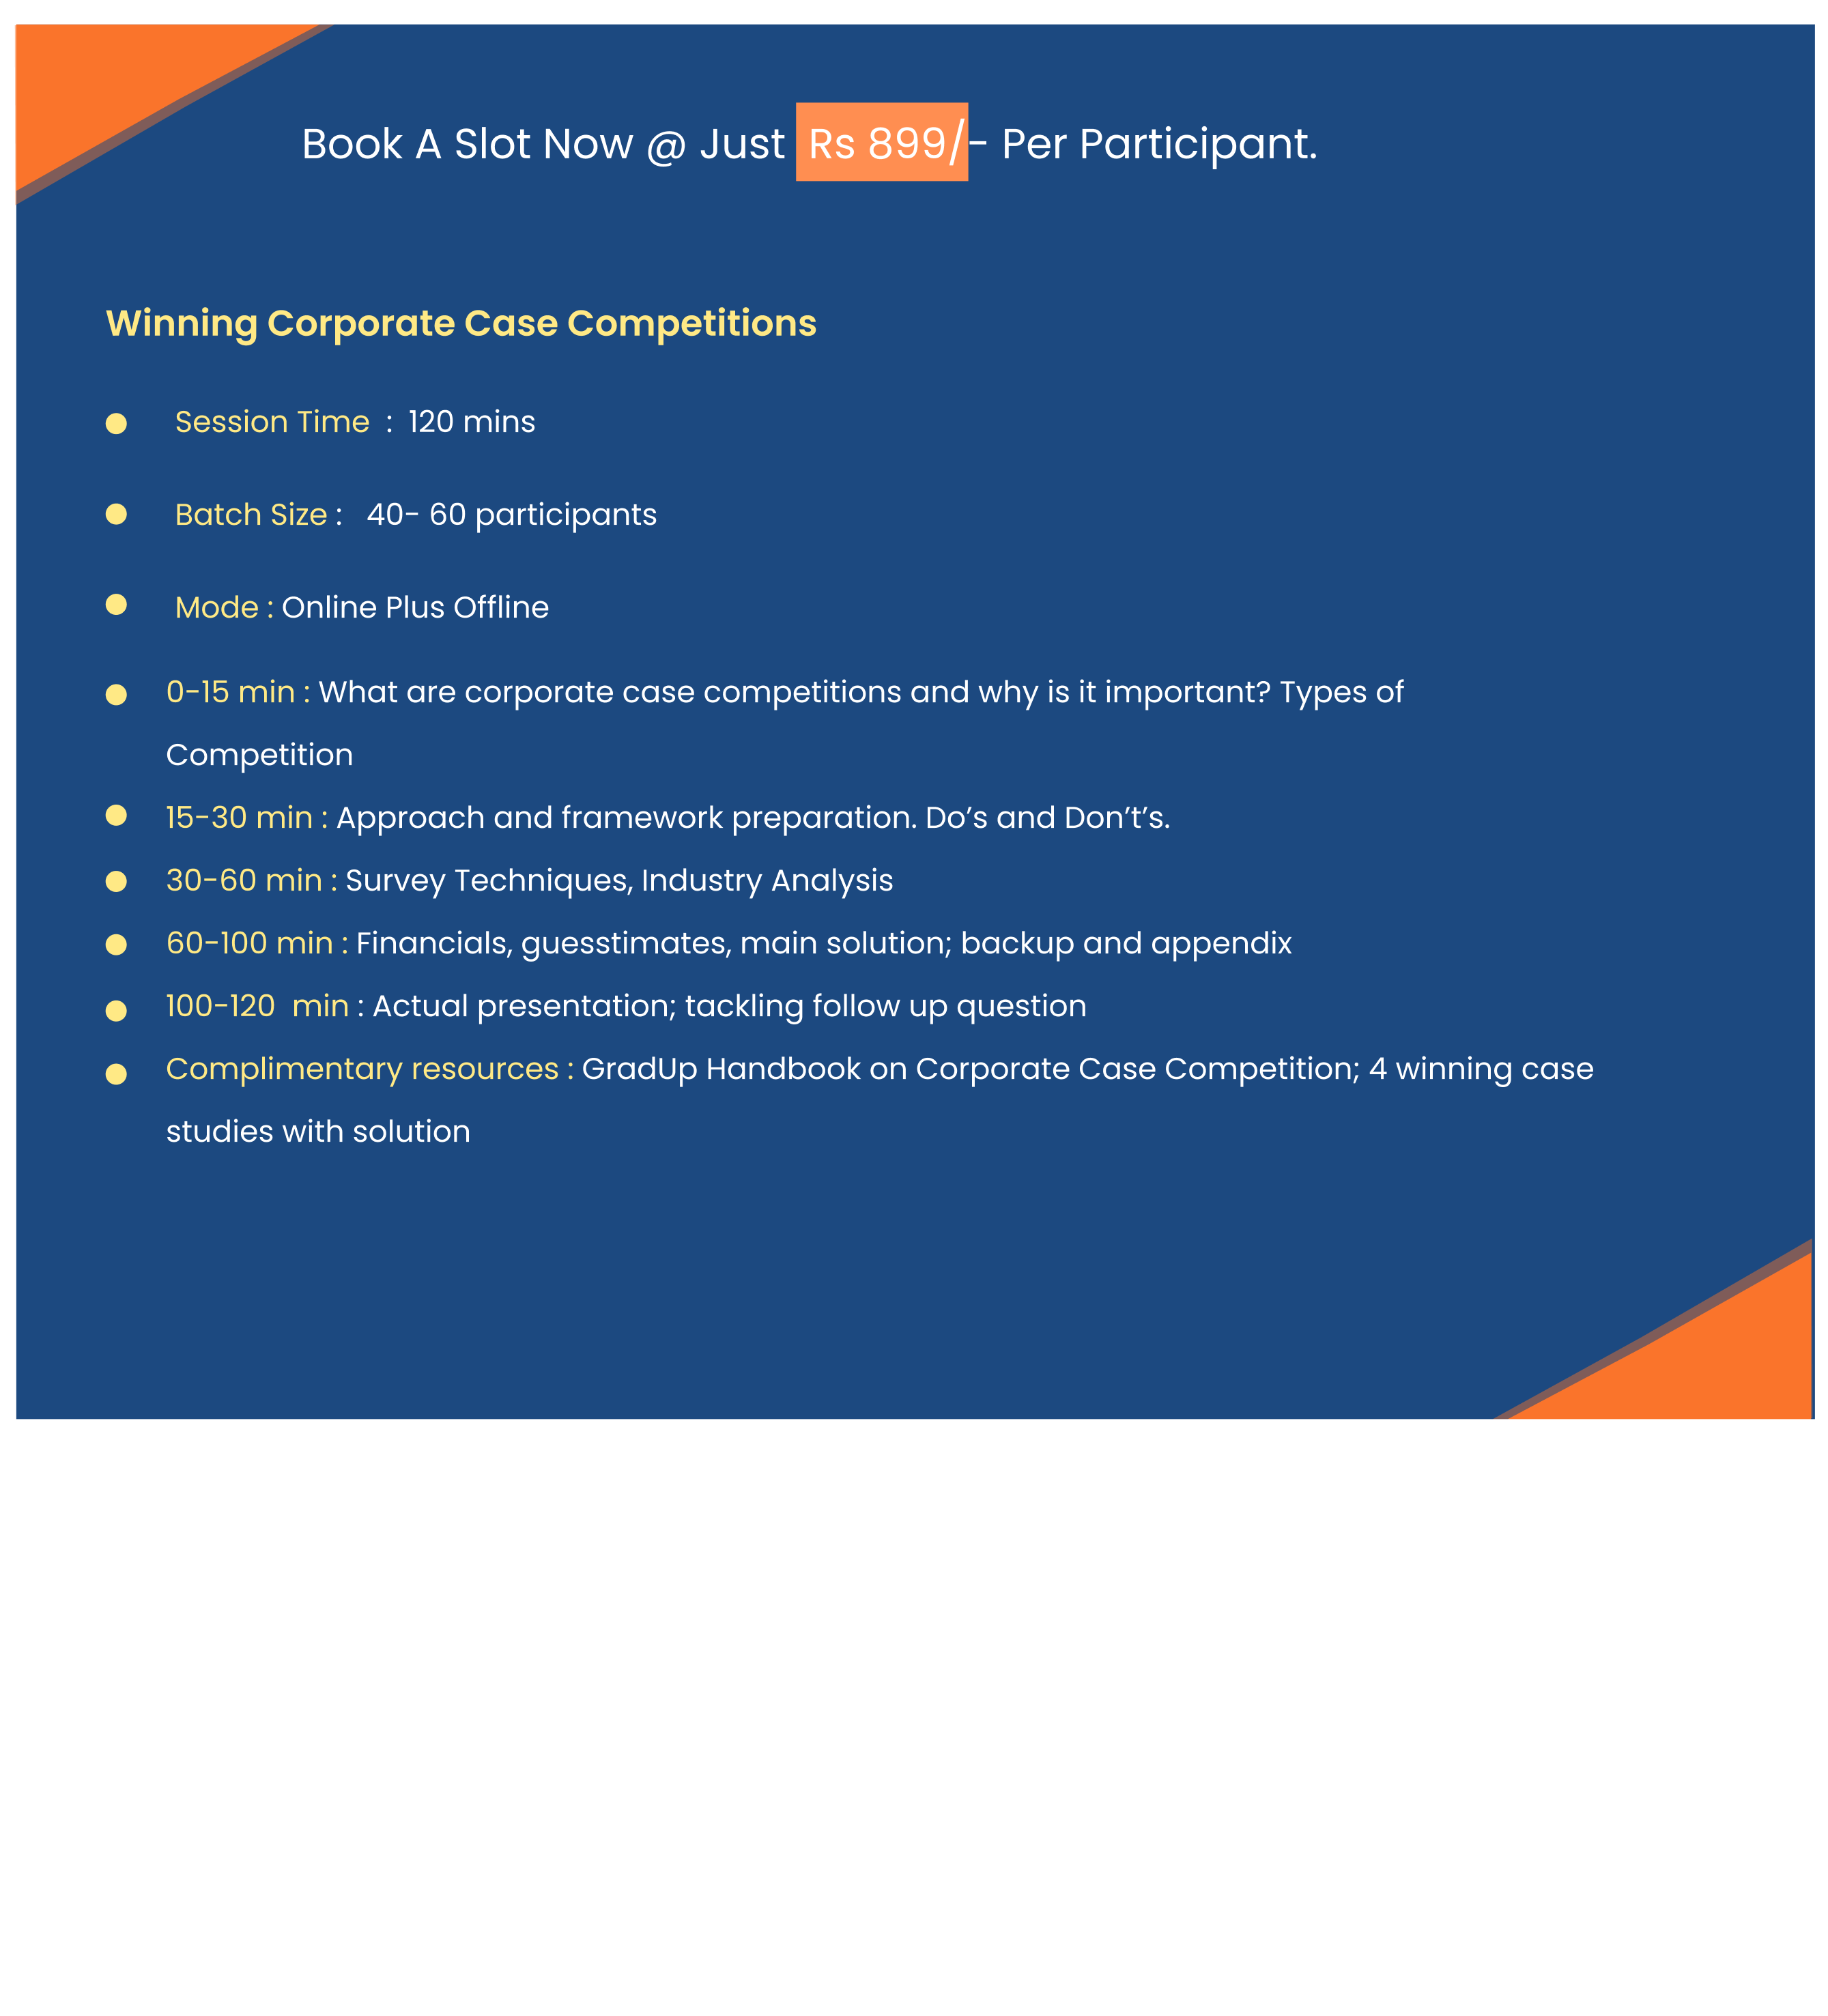 Book A Slot Now @ Just Rs 899/- Per Participant.
Winning Corporate Case Competitions
Session Time : 120 mins
Batch Size : 40- 60 participants
Mode : Online Plus Offline
0-15 min : What are corporate case competitions and why is it important? Types of
Competition
15-30 min : Approach and framework preparation. Do’s and Don’t’s.
30-60 min : Survey Techniques, Industry Analysis
60-100 min : Financials, guesstimates, main solution; backup and appendix
100-120 min : Actual presentation; tackling follow up question
Complimentary resources : GradUp Handbook on Corporate Case Competition; 4 winning case
studies with solution